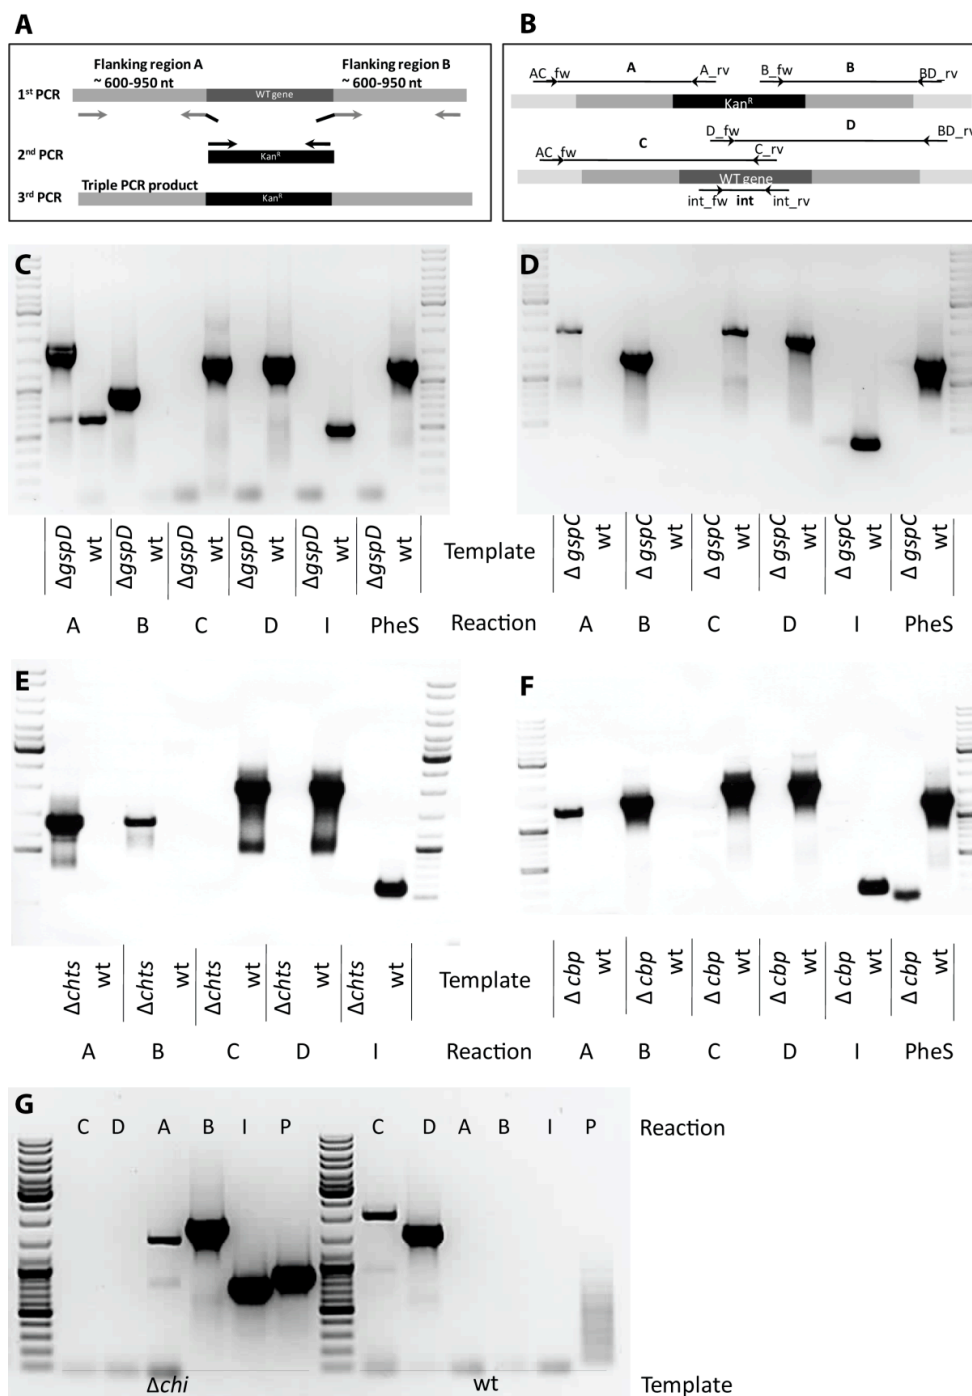 A
Flanking region A
~ 600-950 nt
Flanking region B
~ 600-950 nt
1st PCR
WT gene
2nd PCR
KanR
Triple PCR product
3rd PCR
KanR
B
AC_fw
A
A_rv
B_fw
B
BD_rv
KanR
D_fw
D
BD_rv
AC_fw
C
C_rv
WT gene
int_fw
int
int_rv
C
ΔgspD
wt
ΔgspD
wt
ΔgspD
wt
ΔgspD
wt
ΔgspD
wt
ΔgspD
wt
A B C D I PheS
D
Template
Δ gspC
wt
Δ gspC
wt
Δ gspC
wt
Δ gspC
wt
Δ gspC
wt
Δ gspC
wt
Reaction
A B C D I PheS
E
Δchts
wt
Δchts
wt
Δchts
wt
Δchts
wt
Δchts
wt
A B C D I
F
Template
Δ cbp
wt
Δ cbp
wt
Δ cbp
wt
Δ cbp
wt
Δ cbp
wt
Δ cbp
wt
Reaction
A B C D I PheS
G
C D A B I P
C D A B I P
Reaction
Δchi
wt
Template